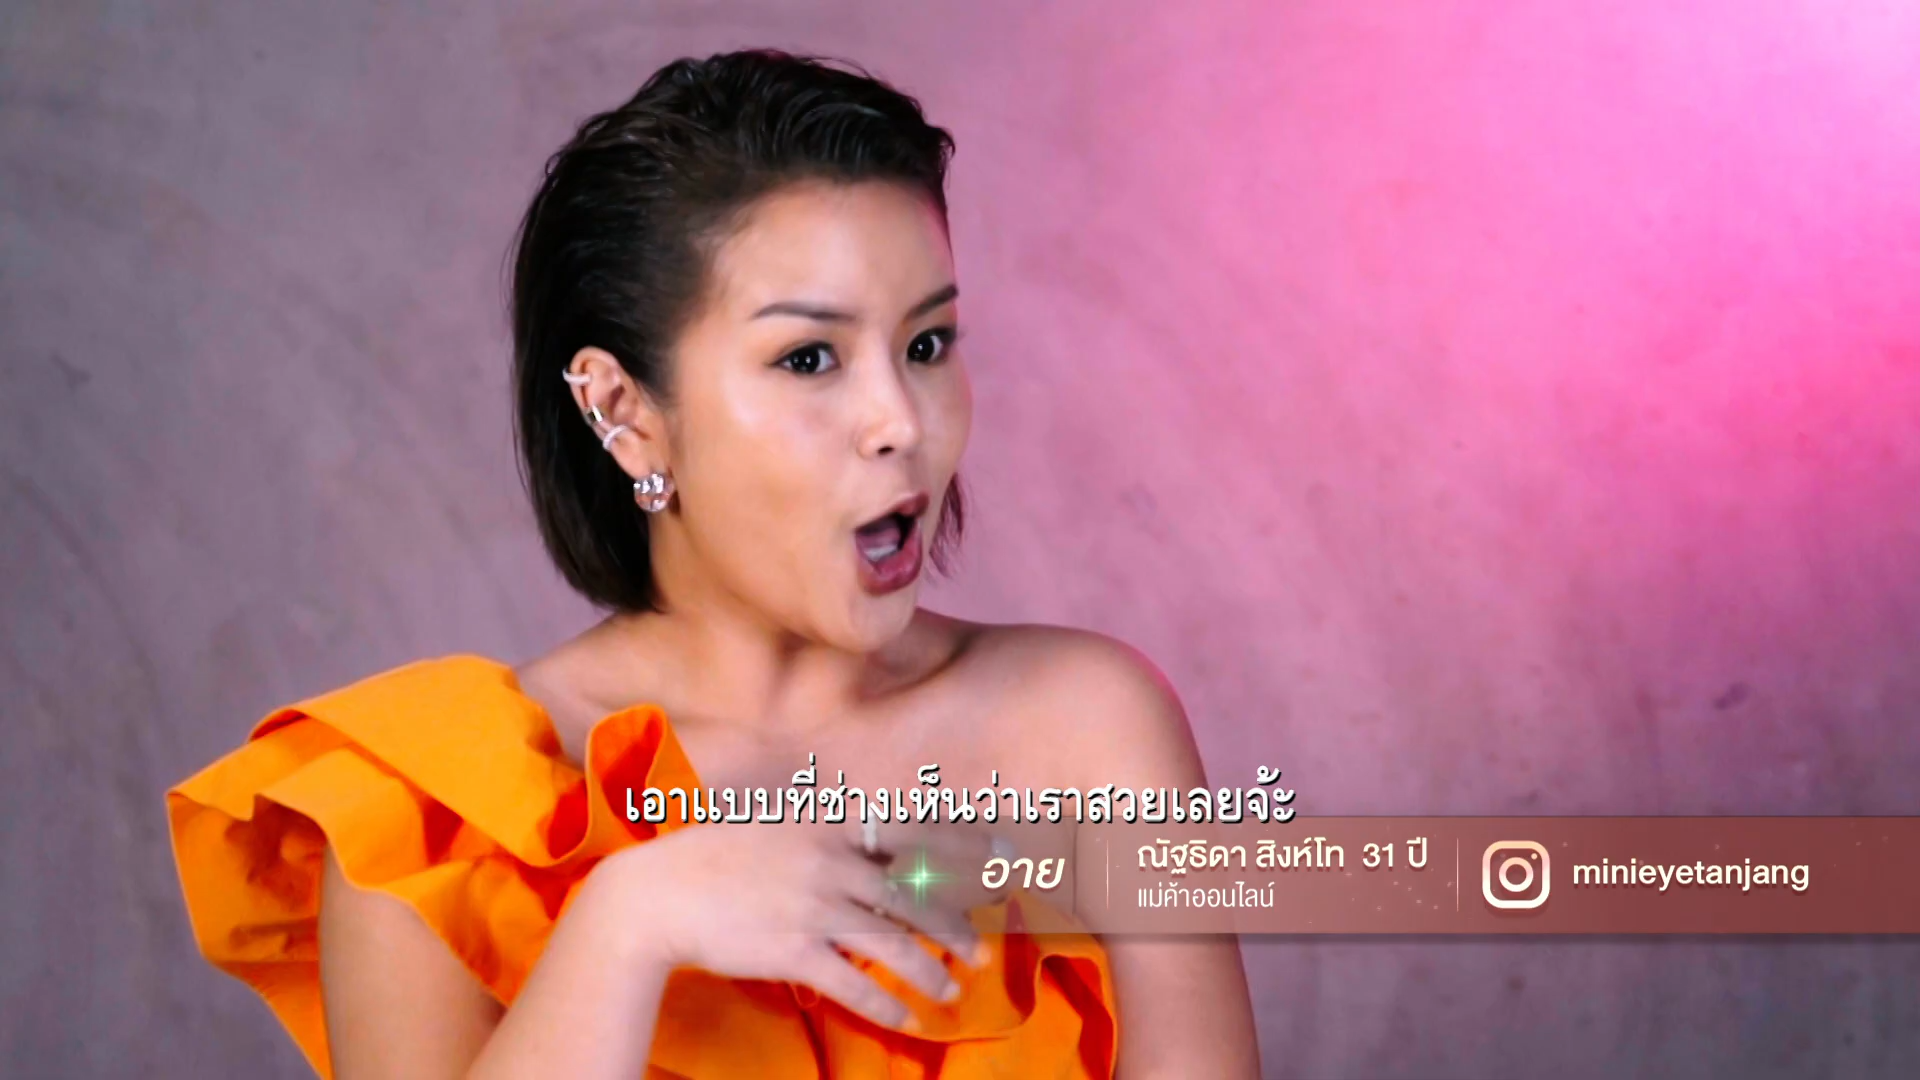 เอาแบบที่ช่างเห็นว่าเราสวยเลยจ้ะ
อาย
ณัฐธิดา สิงห์โท 31 ปี
แม่ค้าออนไลน์
minieyetanjang